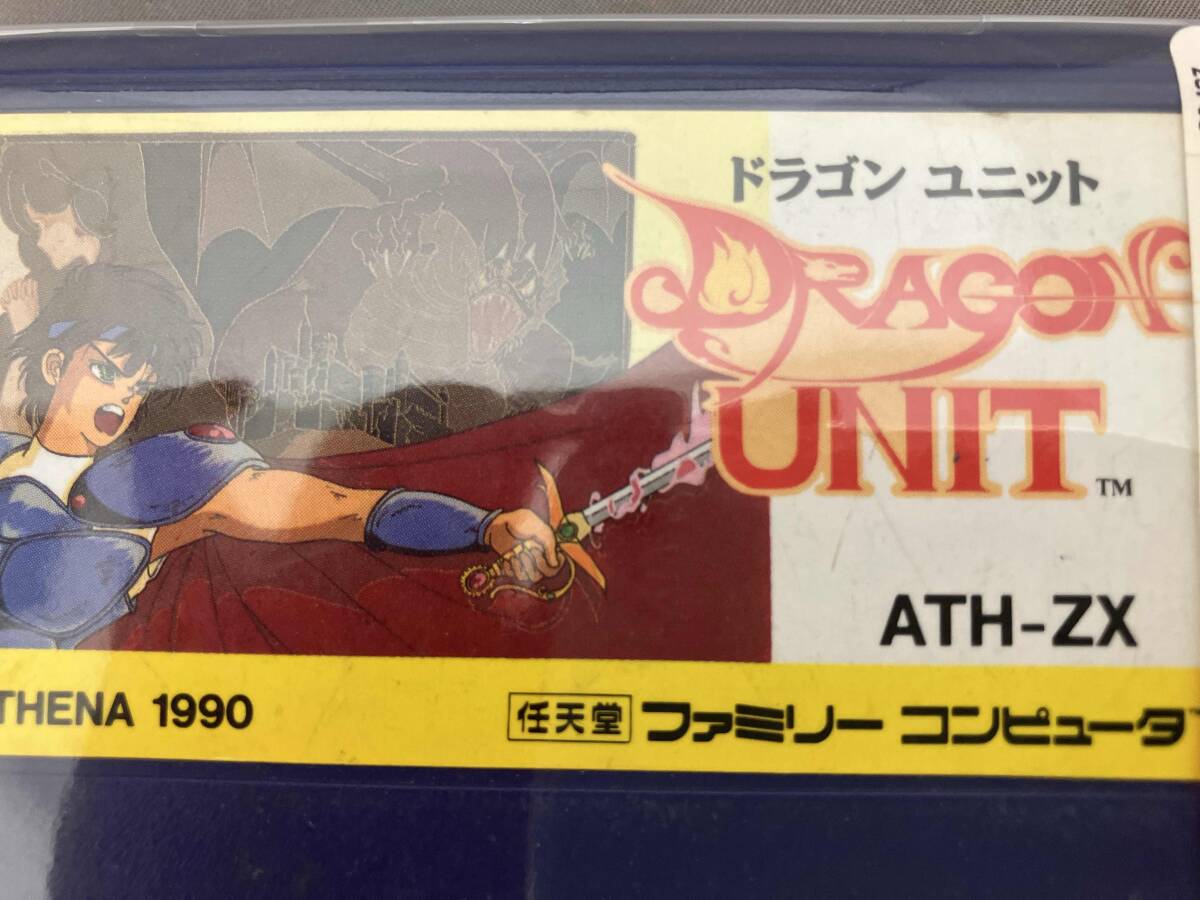 ドラゴン ユニット
DRAGON
UNIT™
ATH-ZX
THENA 1990
任天堂 ファミリー コンピュータ